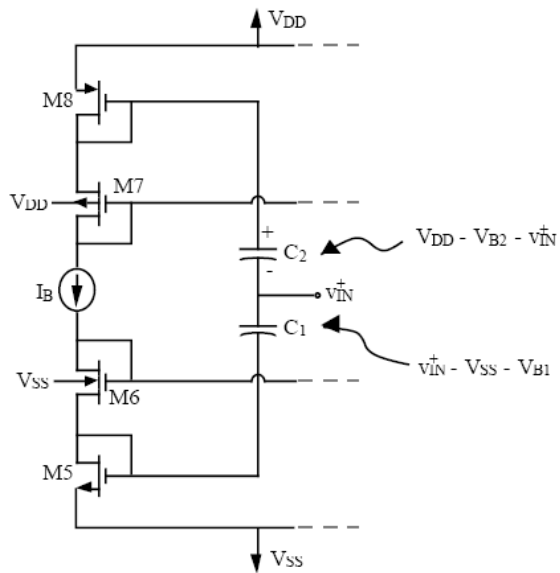 VDD
M8
M7
VDD
+
C2
-
VDD - VB2 - v+IN
IB
v+IN
C1
VSS
M6
v+IN - VSS - VB1
M5
VSS